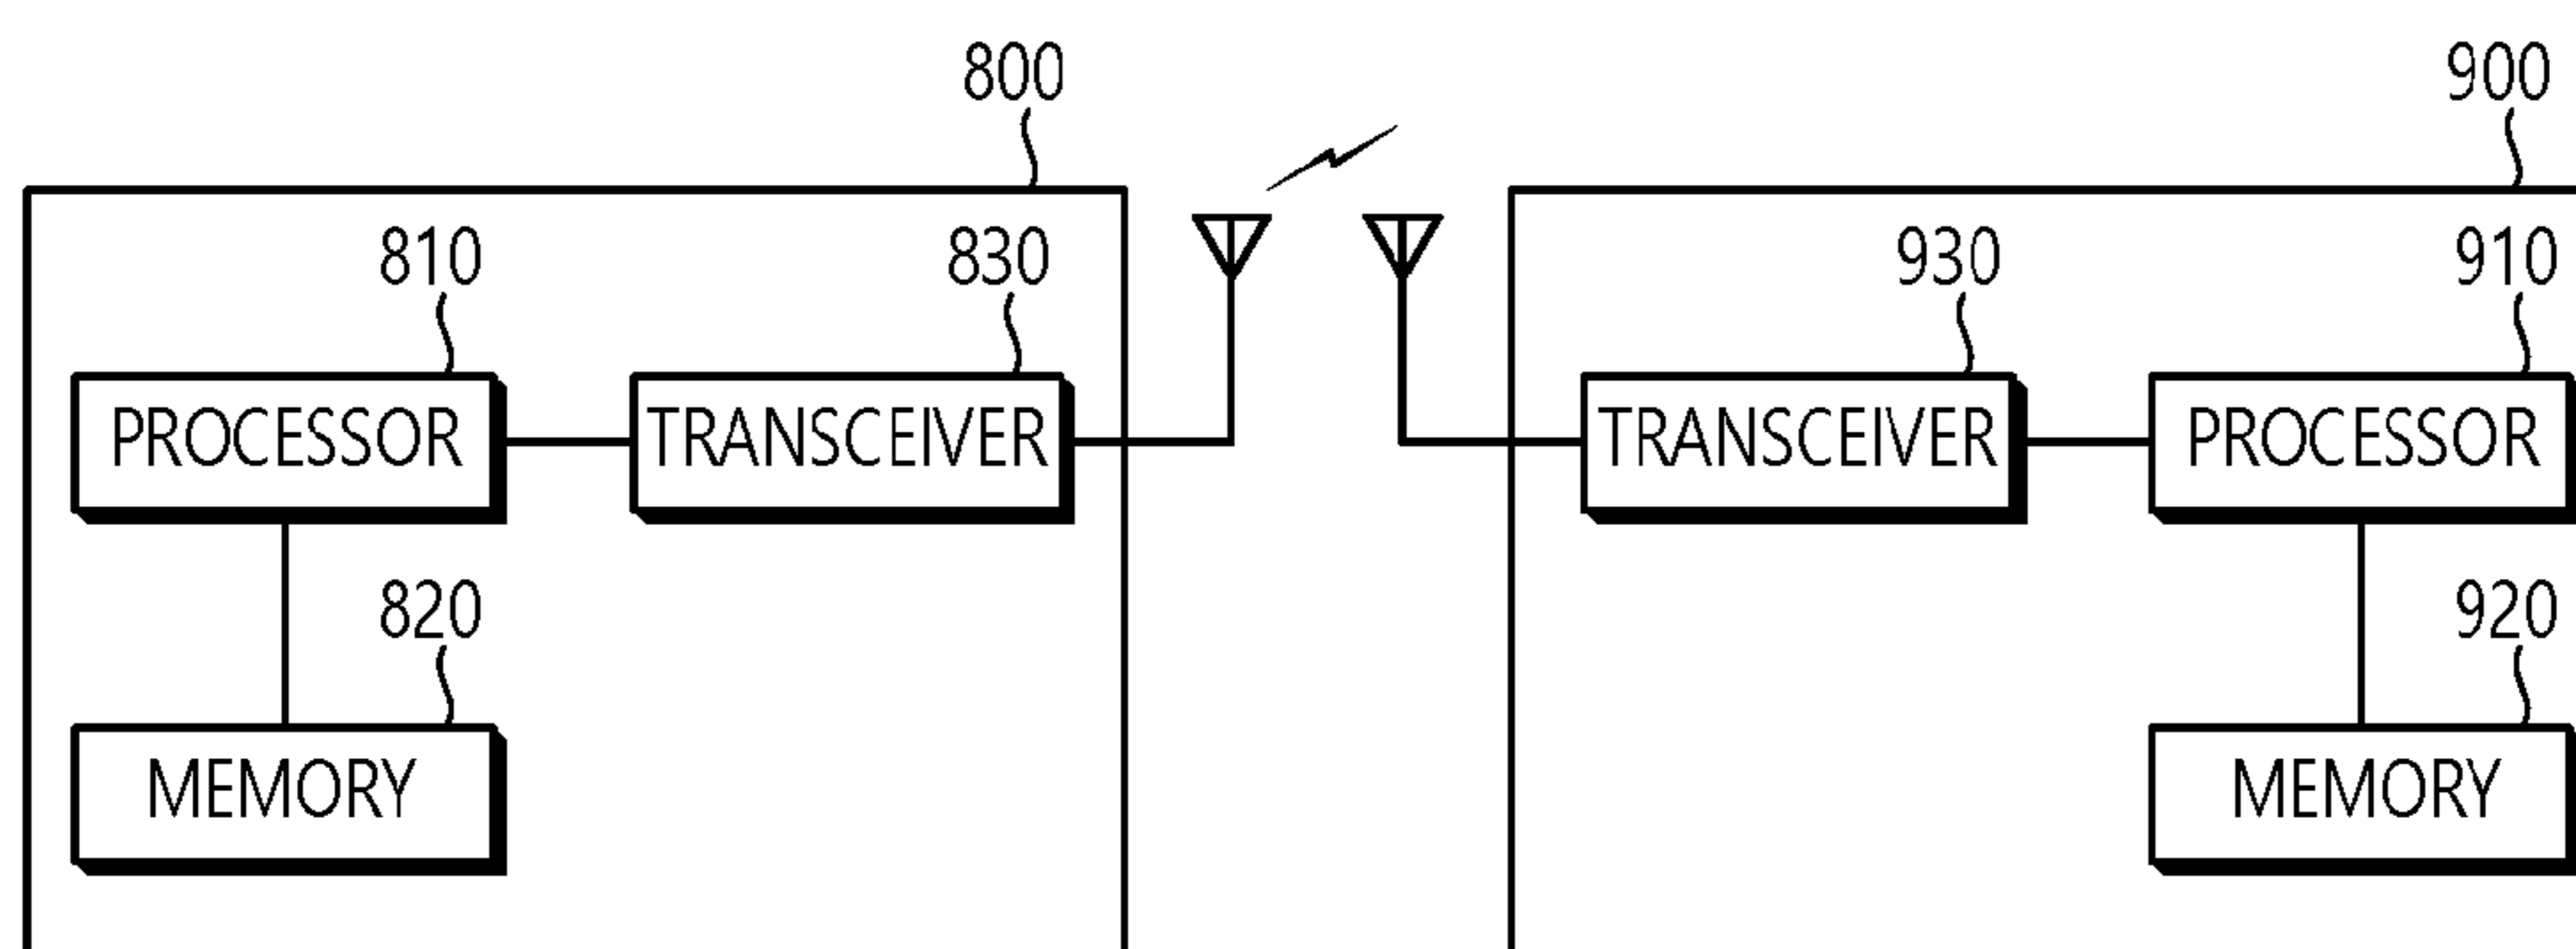 800
900
810
830
930
910
PROCESSOR
TRANSCEIVER
TRANSCEIVER
PROCESSOR
820
920
MEMORY
MEMORY